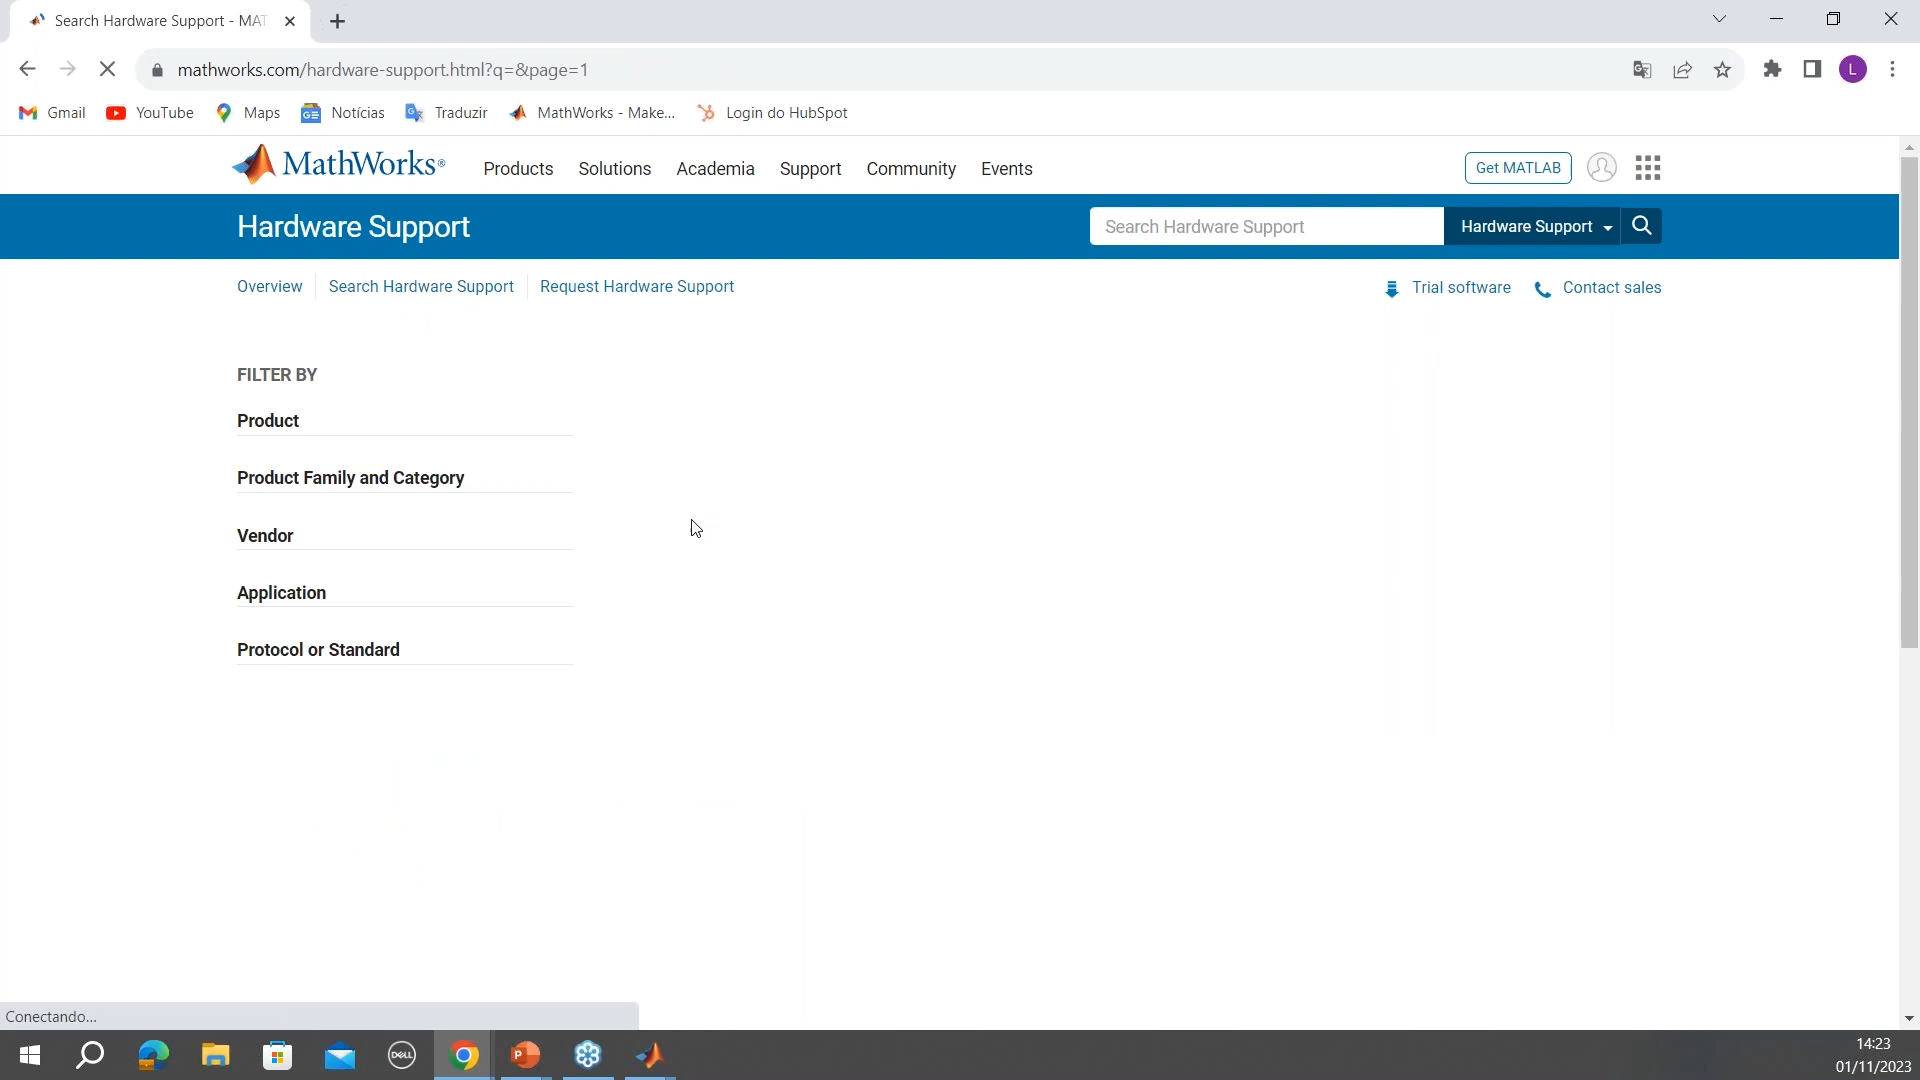 Search Hardware Support - MAT
mathworks.com/hardware-support.html?q=&page=1
L
Gmail YouTube Maps Notícias Traduzir MathWorks - Make... Login do HubSpot
MathWorks® Products Solutions Academia Support Community Events Get MATLAB
Hardware Support Search Hardware Support Hardware Support
Overview Search Hardware Support Request Hardware Support Trial software Contact sales
FILTER BY
Product
Product Family and Category
Vendor
Application
Protocol or Standard
Conectando...
DELL
14:23
01/11/2023